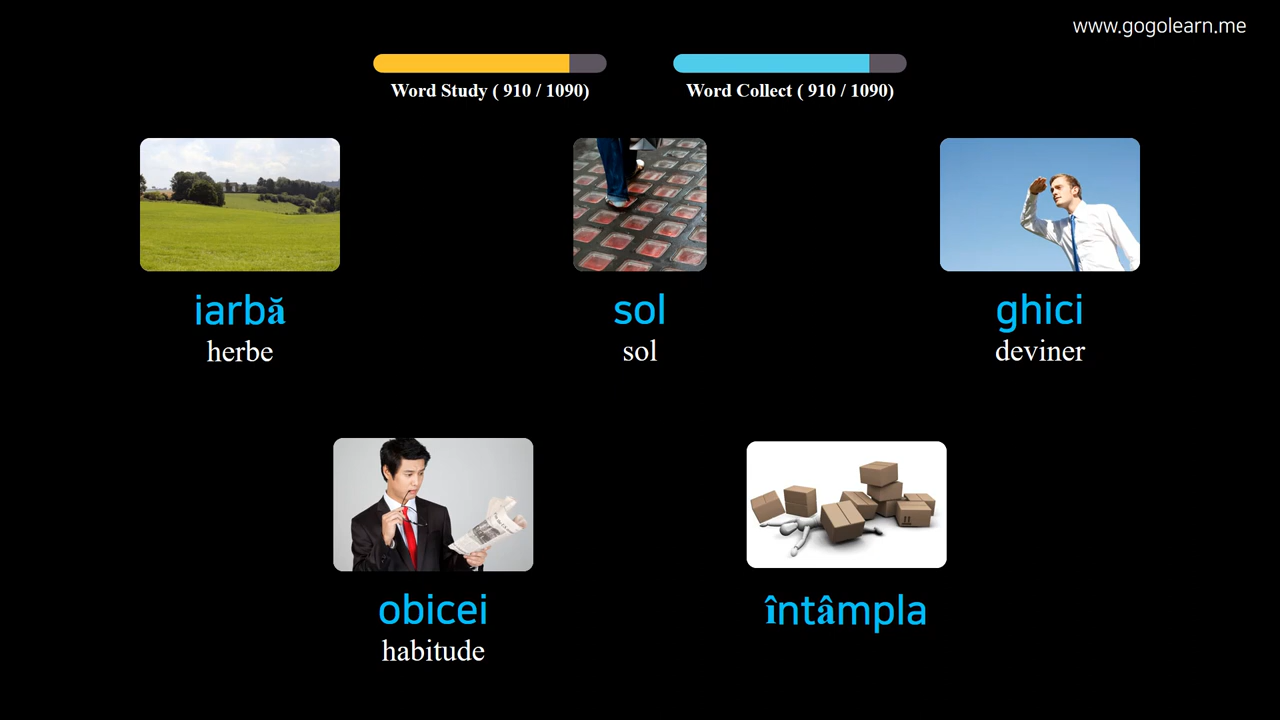 www.gogolearn.me
Word Study ( 910 / 1090)
Word Collect ( 910 / 1090)
iarbă
herbe
sol
sol
ghici
deviner
obicei
habitude
întâmpla